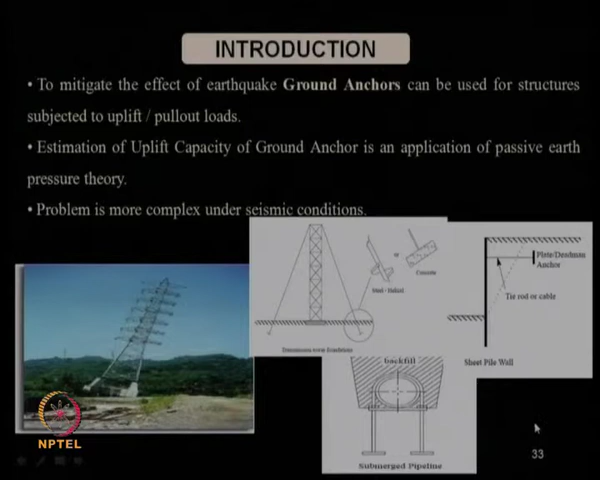 INTRODUCTION
• To mitigate the effect of earthquake Ground Anchors can be used for structures
subjected to uplift / pullout loads.
• Estimation of Uplift Capacity of Ground Anchor is an application of passive earth
pressure theory.
• Problem is more complex under seismic conditions.
or
Concrete
Steel - Helical
Plate/Deadman
Anchor
Tie rod or cable
Transmission tower foundation
Sheet Pile Wall
backfill
Submerged Pipeline
NPTEL
33